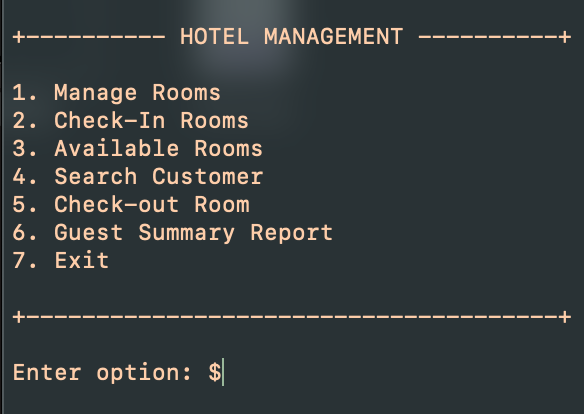 +---------- HOTEL MANAGEMENT ----------+
1. Manage Rooms
2. Check-In Rooms
3. Available Rooms
4. Search Customer
5. Check-out Room
6. Guest Summary Report
7. Exit
+---------------------------------------+
Enter option: $